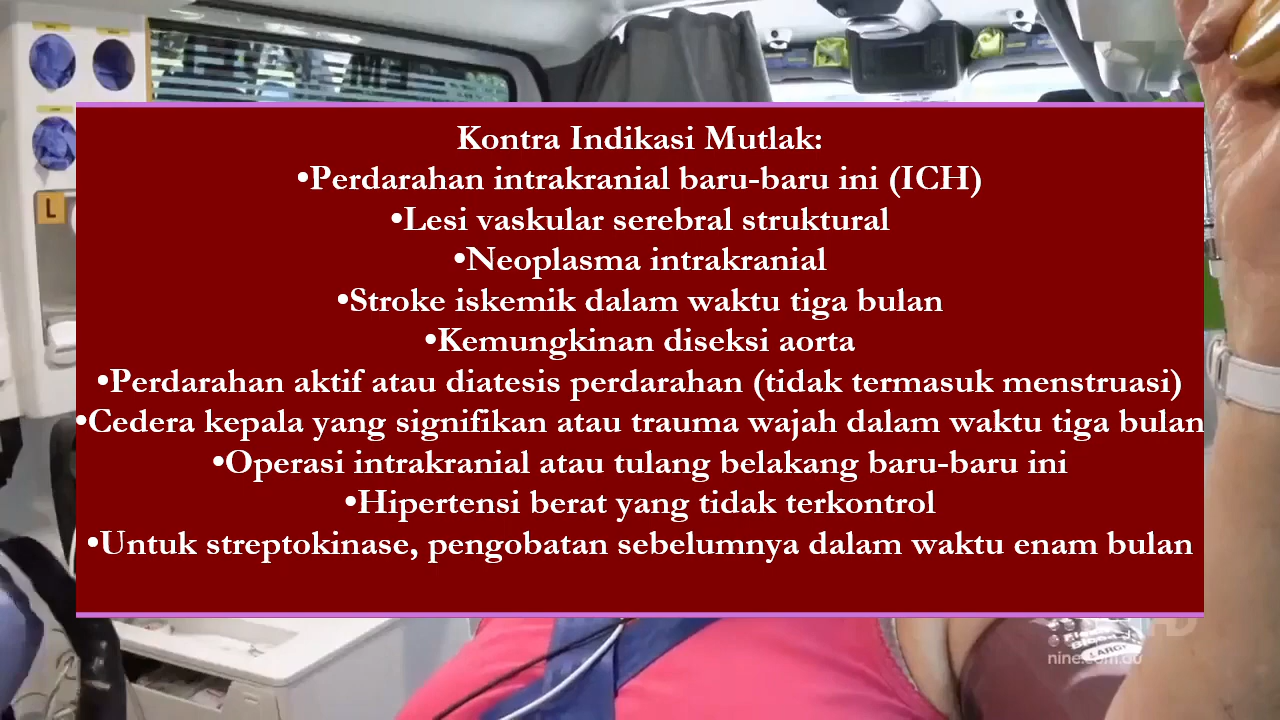 L
Kontra Indikasi Mutlak:
•Perdarahan intrakranial baru-baru ini (ICH)
•Lesi vaskular serebral struktural
•Neoplasma intrakranial
•Stroke iskemik dalam waktu tiga bulan
•Kemungkinan diseksi aorta
•Perdarahan aktif atau diatesis perdarahan (tidak termasuk menstruasi)
•Cedera kepala yang signifikan atau trauma wajah dalam waktu tiga bulan
•Operasi intrakranial atau tulang belakang baru-baru ini
•Hipertensi berat yang tidak terkontrol
•Untuk streptokinase, pengobatan sebelumnya dalam waktu enam bulan
HD
LARGE
nine.com.au